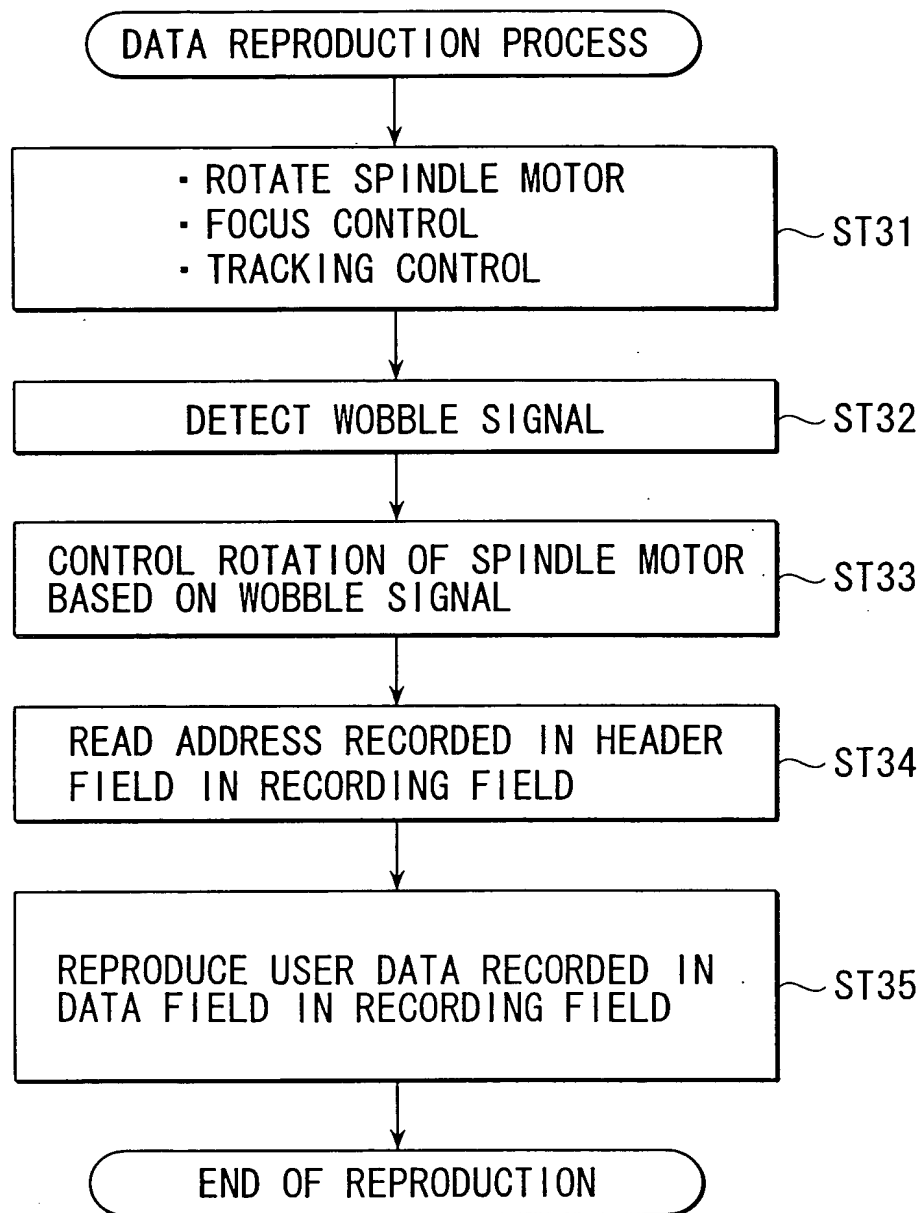 DATA REPRODUCTION PROCESS
・ROTATE SPINDLE MOTOR
・FOCUS CONTROL
・TRACKING CONTROL
ST31
DETECT WOBBLE SIGNAL
ST32
CONTROL ROTATION OF SPINDLE MOTOR
BASED ON WOBBLE SIGNAL
ST33
READ ADDRESS RECORDED IN HEADER
FIELD IN RECORDING FIELD
ST34
REPRODUCE USER DATA RECORDED IN
DATA FIELD IN RECORDING FIELD
ST35
END OF REPRODUCTION